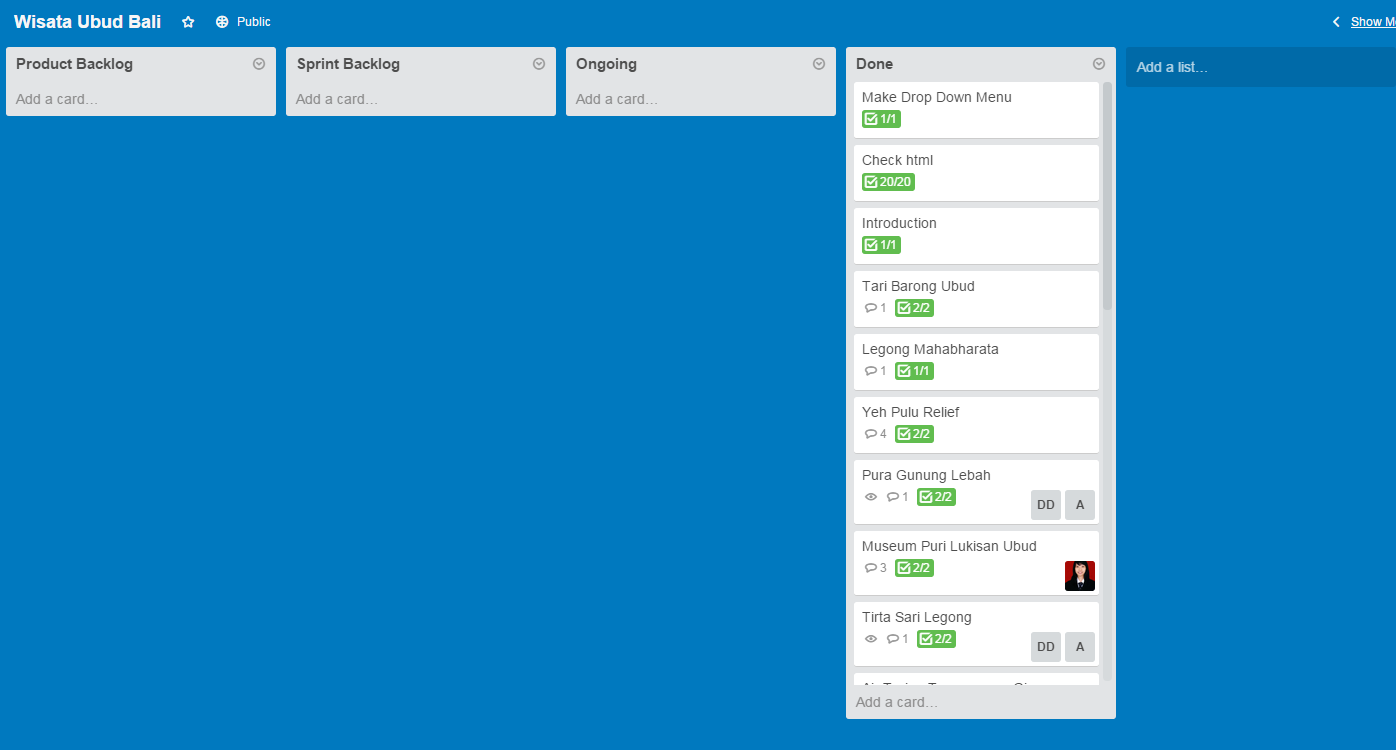 Wisata Ubud Bali Public Show
Product Backlog
Add a card…
Sprint Backlog
Add a card…
Ongoing
Add a card…
Done
Make Drop Down Menu
1/1
Check html
20/20
Introduction
1/1
Tari Barong Ubud
1 2/2
Legong Mahabharata
1 1/1
Yeh Pulu Relief
4 2/2
Pura Gunung Lebah
1 2/2 DD A
Museum Puri Lukisan Ubud
3 2/2
Tirta Sari Legong
1 2/2 DD A
Add a card…
Add a list…